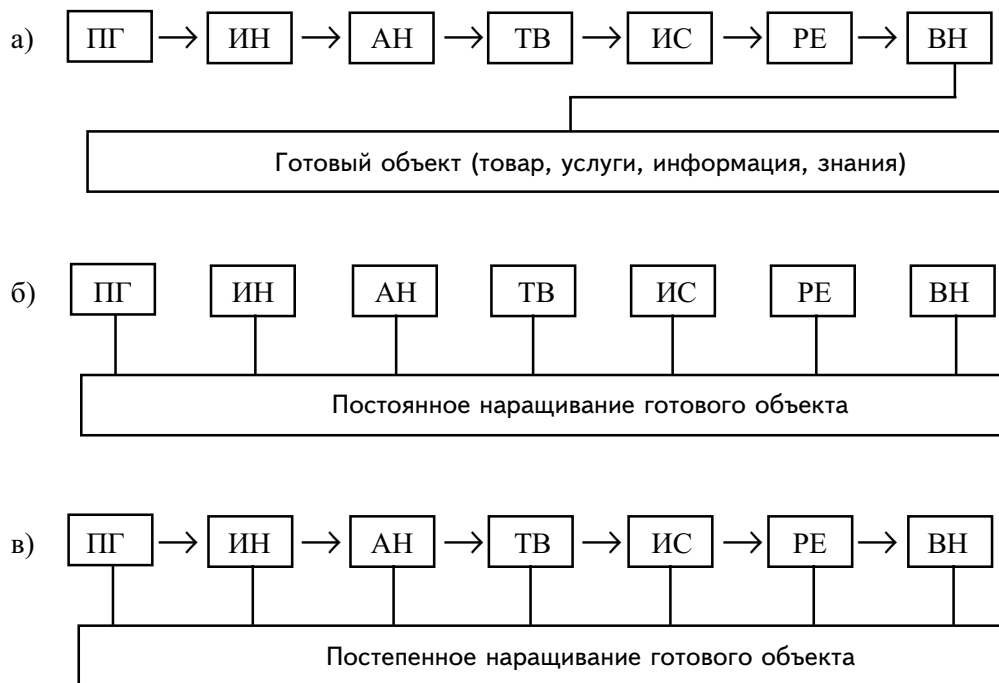 а) ПГ ИН АН ТВ ИС РЕ ВН
Готовый объект (товар, услуги, информация, знания)
б) ПГ ИН АН ТВ ИС РЕ ВН
Постоянное наращивание готового объекта
в) ПГ ИН АН ТВ ИС РЕ ВН
Постепенное наращивание готового объекта